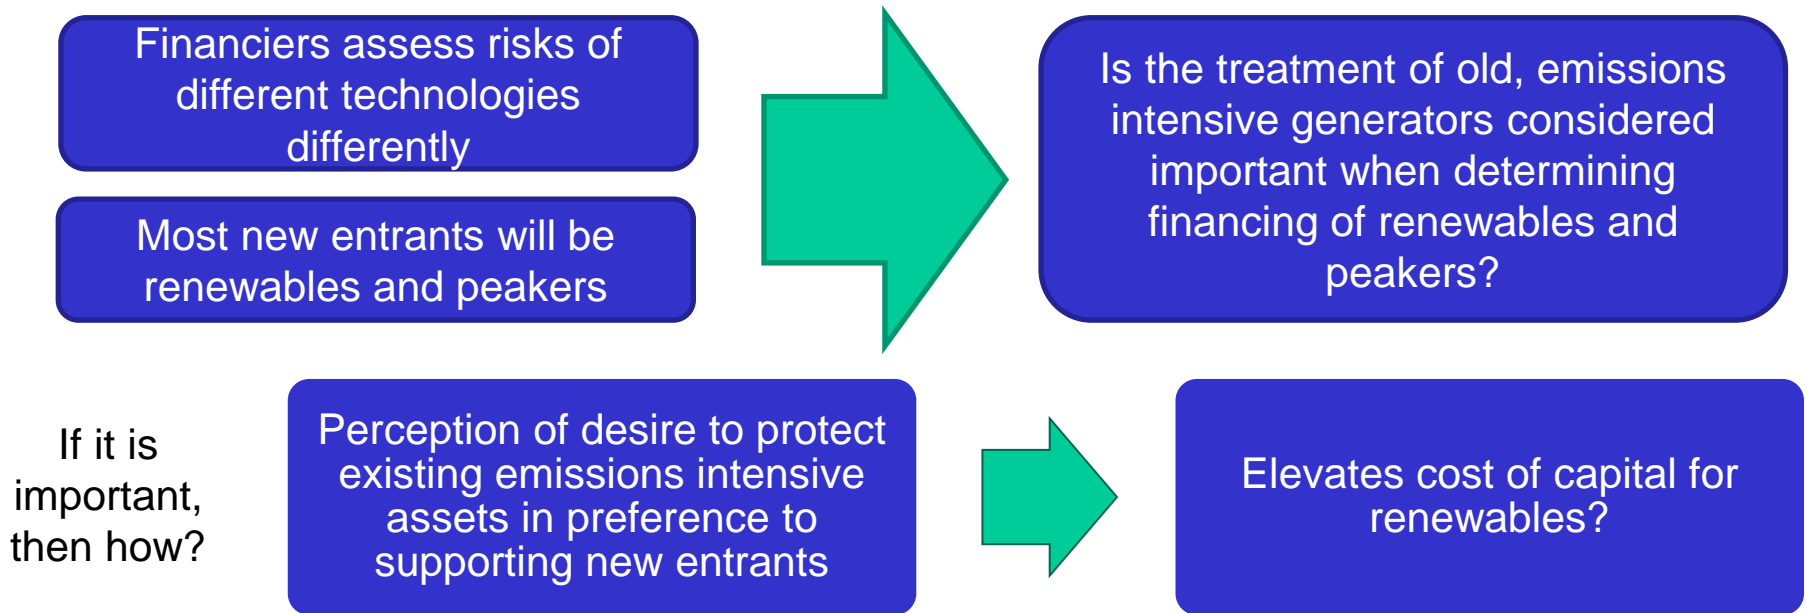 Financiers assess risks of
different technologies
differently
Most new entrants will be
renewables and peakers
Is the treatment of old, emissions
intensive generators considered
important when determining
financing of renewables and
peakers?
If it is
important,
then how?
Perception of desire to protect
existing emissions intensive
assets in preference to
supporting new entrants
Elevates cost of capital for
renewables?